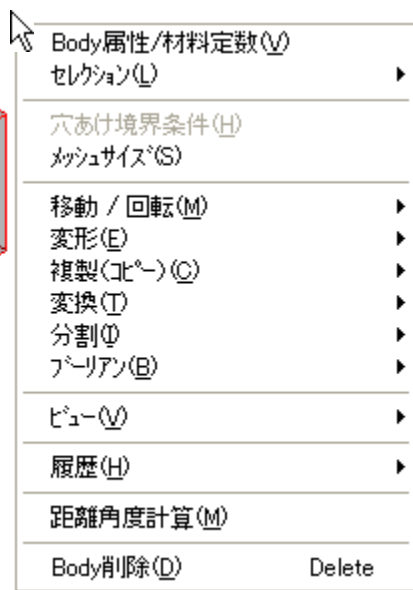 Body属性/材料定数(V)
ｾﾚｸｼｮﾝ(L)
穴あけ境界条件(H)
ﾒｯｼｭｻｲｽﾞ(S)
移動 / 回転(M)
変形(E)
複製(ｺﾋﾟｰ)(C)
変換(T)
分割(I)
ﾌﾞｰﾘｱﾝ(B)
ﾋﾞｭｰ(V)
履歴(H)
距離角度計算(M)
Body削除(D) Delete